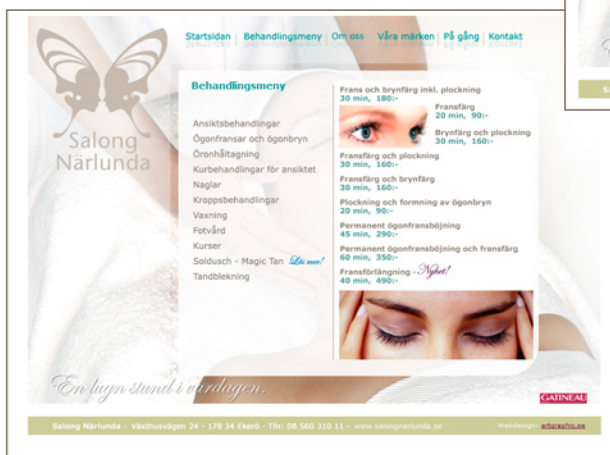 Startsidan | Behandlingsmeny | Om oss Våra märken | På gång | Kontakt
Salong
Närlunda
Behandlingsmeny
Ansiktsbehandlingar
Ögonfransar och ögonbryn
Öronhåltagning
Kurbehandlingar för ansiktet
Naglar
Kroppsbehandlingar
Vaxning
Fotvård
Kurser
Soldusch - Magic Tan Läs mer!
Tandblekning
Frans och brynfärg inkl. plockning
30 min, 180:-
Fransfärg
20 min, 90:-
Brynfärg och plockning
30 min, 160:-
Fransfärg och plockning
30 min, 160:-
Fransfärg och brynfärg
30 min, 160:-
Plockning och formning av ögonbryn
20 min, 90:-
Permanent ögonfransböjning
45 min, 290:-
Permanent ögonfransböjning och fransfärg
60 min, 350:-
Fransförlängning - Nyhet!
40 min, 490:-
En lugn stund i vardagen.
GATINEAU
Salong Närlunda - Växthusvägen 24 - 178 34 Ekerö - Tfn: 08 560 310 11 - www.salongnarlunda.se
Webdesign: artgraphic.se